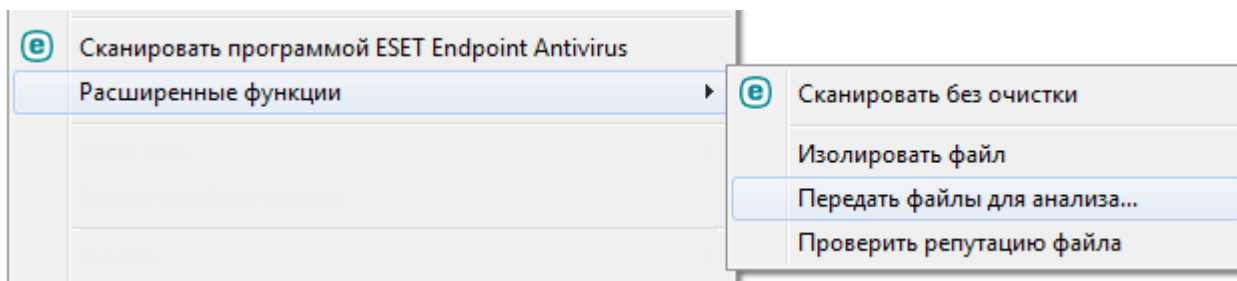 Сканировать программой ESET Endpoint Antivirus
Расширенные функции
Сканировать без очистки
Изолировать файл
Передать файлы для анализа...
Проверить репутацию файла